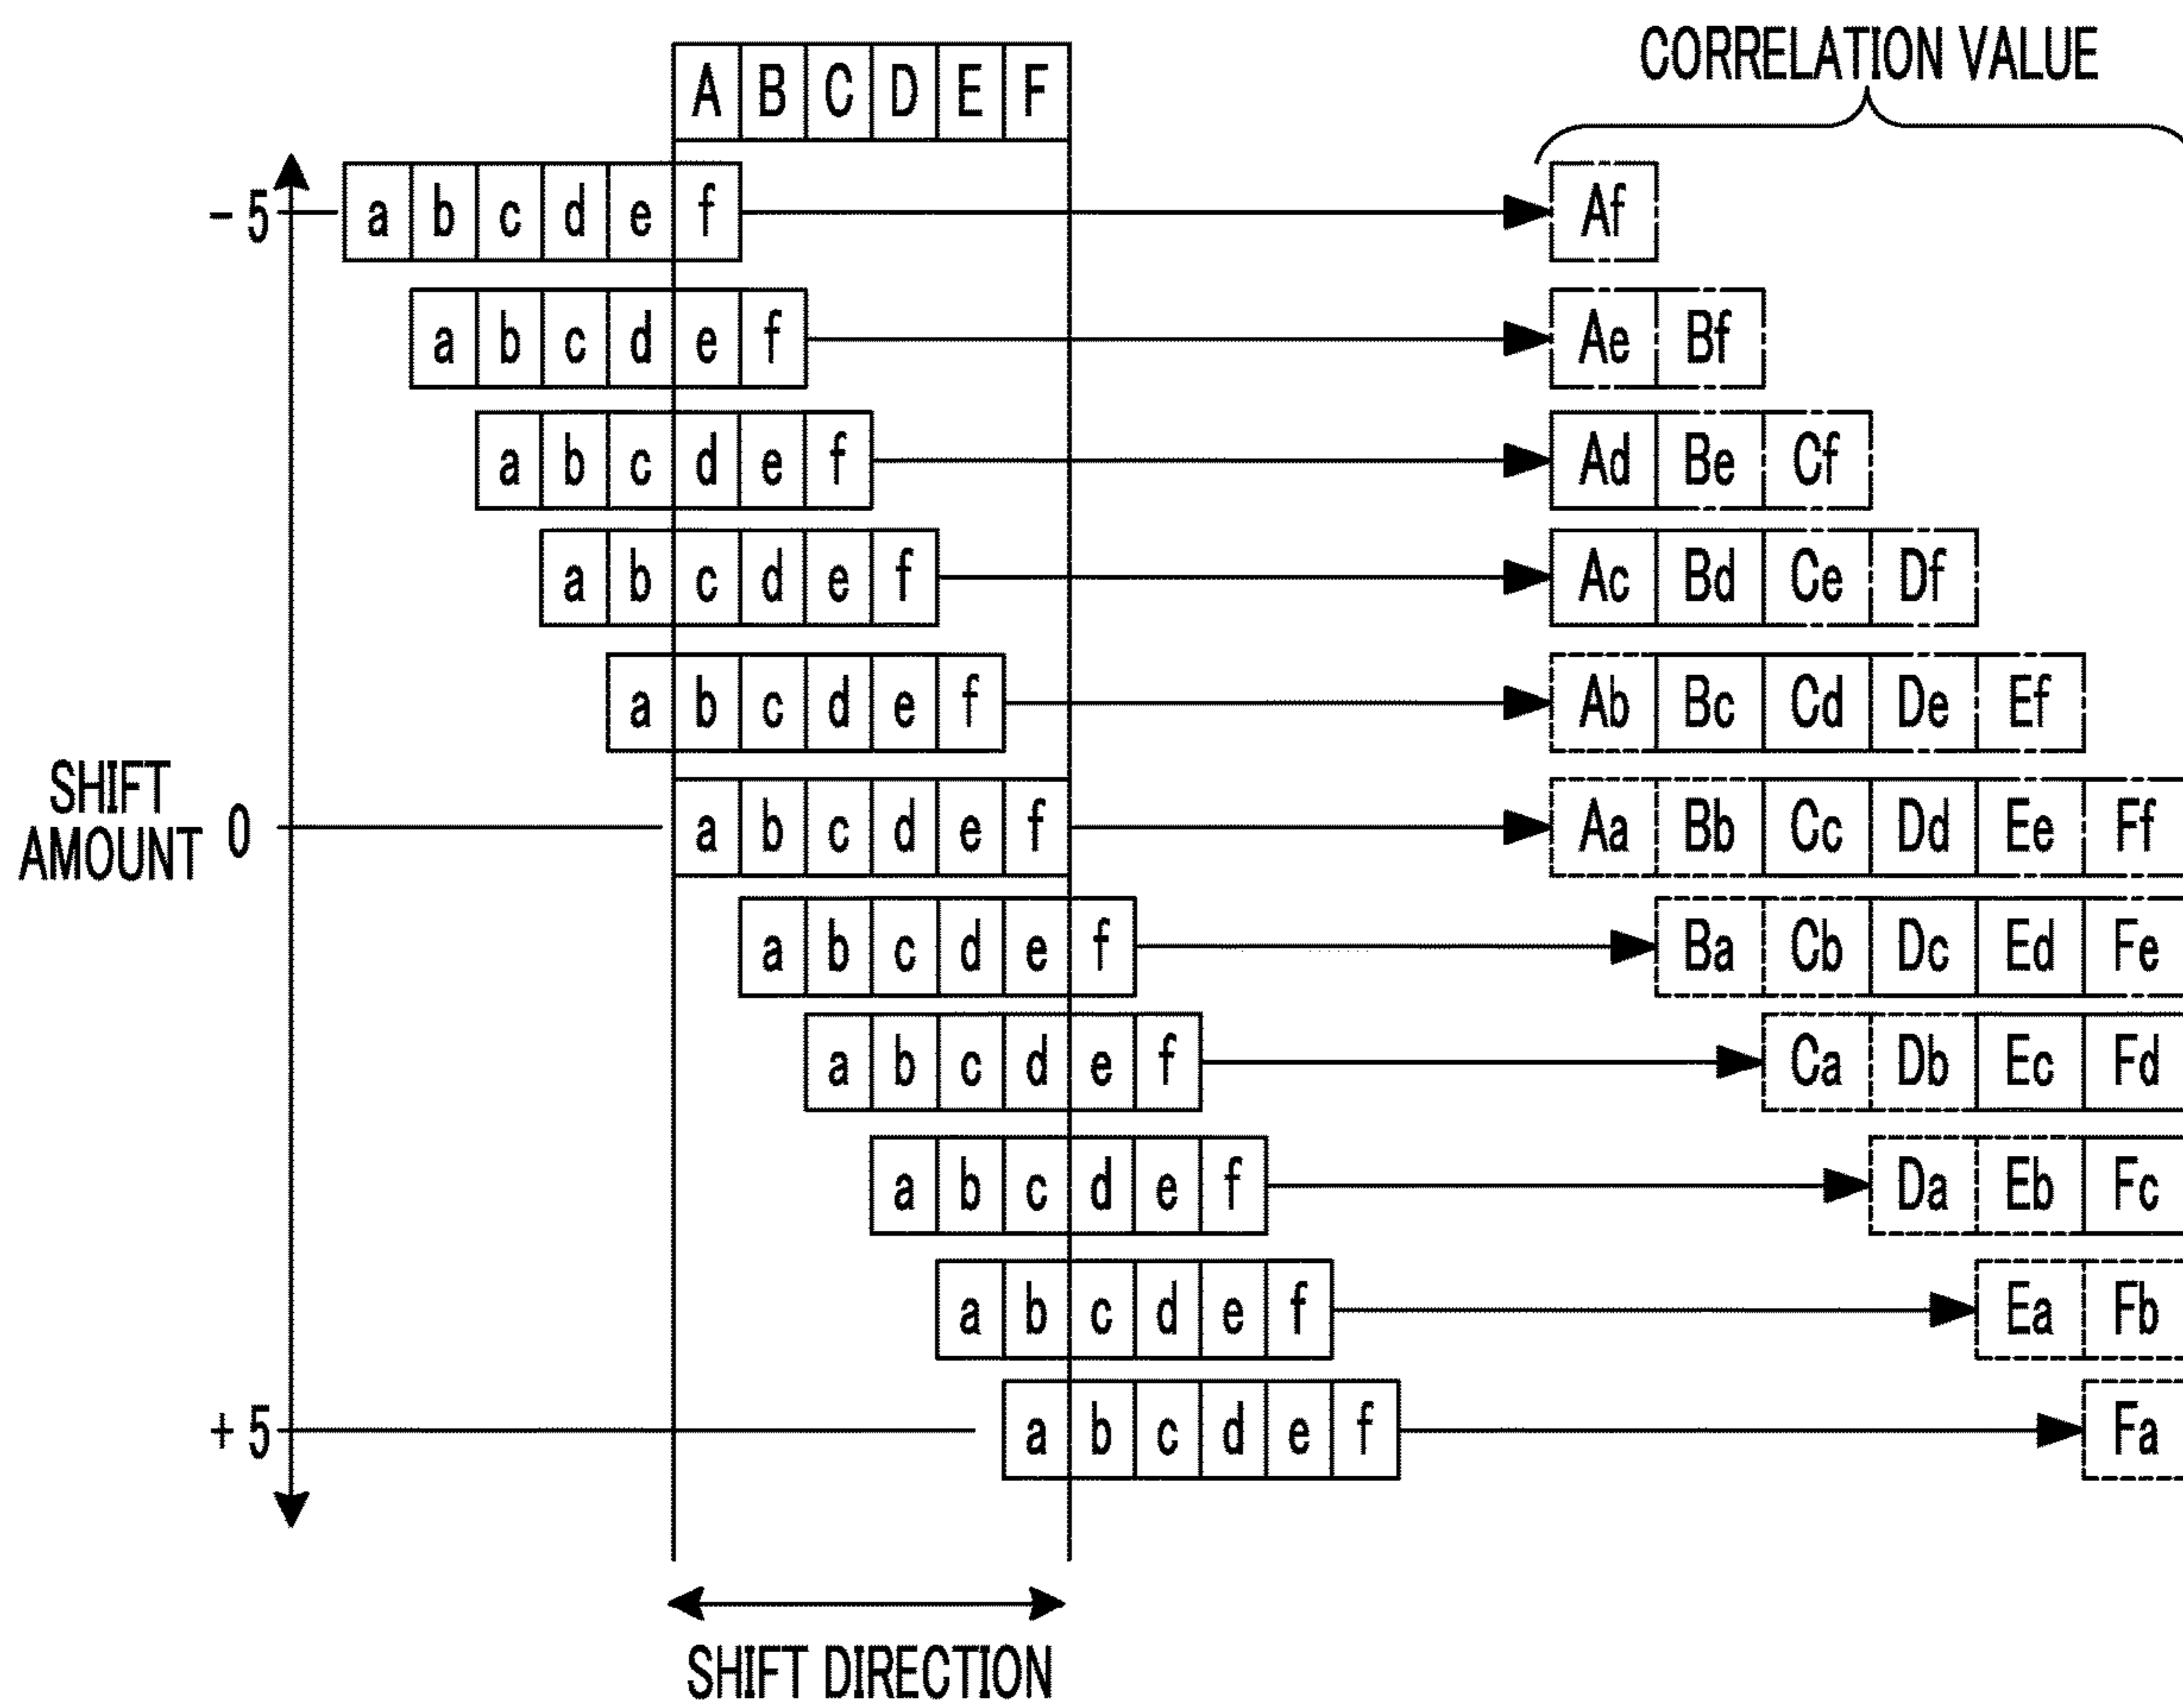 CORRELATION VALUE
A B C D E F
- 5 a b c d e f Af
a b c d e f Ae Bf
a b c d e f Ad Be Cf
a b c d e f Ac Bd Ce Df
a b c d e f Ab Bc Cd De Ef
SHIFT
AMOUNT
0 a b c d e f Aa Bb Cc Dd Ee Ff
a b c d e f Ba Cb Dc Ed Fe
a b c d e f Ca Db Ec Fd
a b c d e f Da Eb Fc
a b c d e f Ea Fb
+ 5 a b c d e f Fa
SHIFT DIRECTION